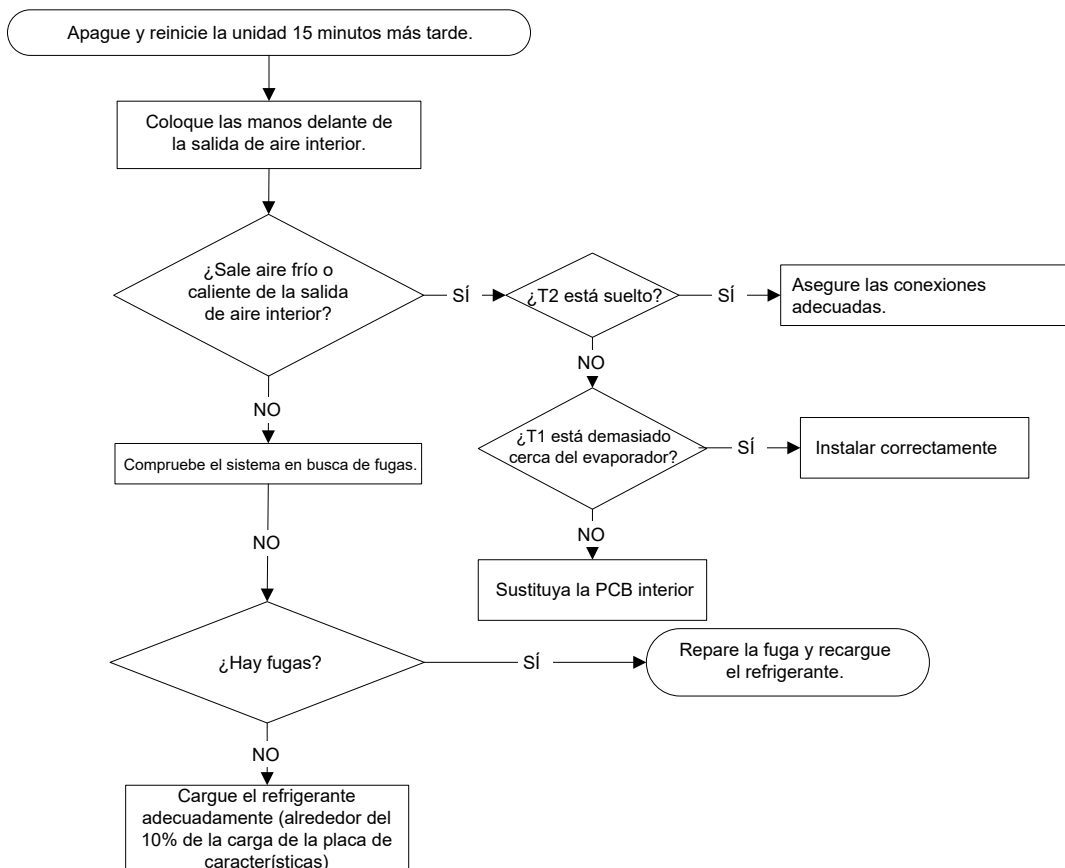 Apague y reinicie la unidad 15 minutos más tarde.
Coloque las manos delante de
la salida de aire interior.
¿Sale aire frío o
caliente de la salida
de aire interior?
SÍ
¿T2 está suelto?
SÍ
Asegure las conexiones
adecuadas.
NO
NO
¿T1 está demasiado
cerca del evaporador?
SÍ
Instalar correctamente
Compruebe el sistema en busca de fugas.
NO
NO
Sustituya la PCB interior
¿Hay fugas?
SÍ
Repare la fuga y recargue
el refrigerante.
NO
Cargue el refrigerante
adecuadamente (alrededor del
10% de la carga de la placa de
características)